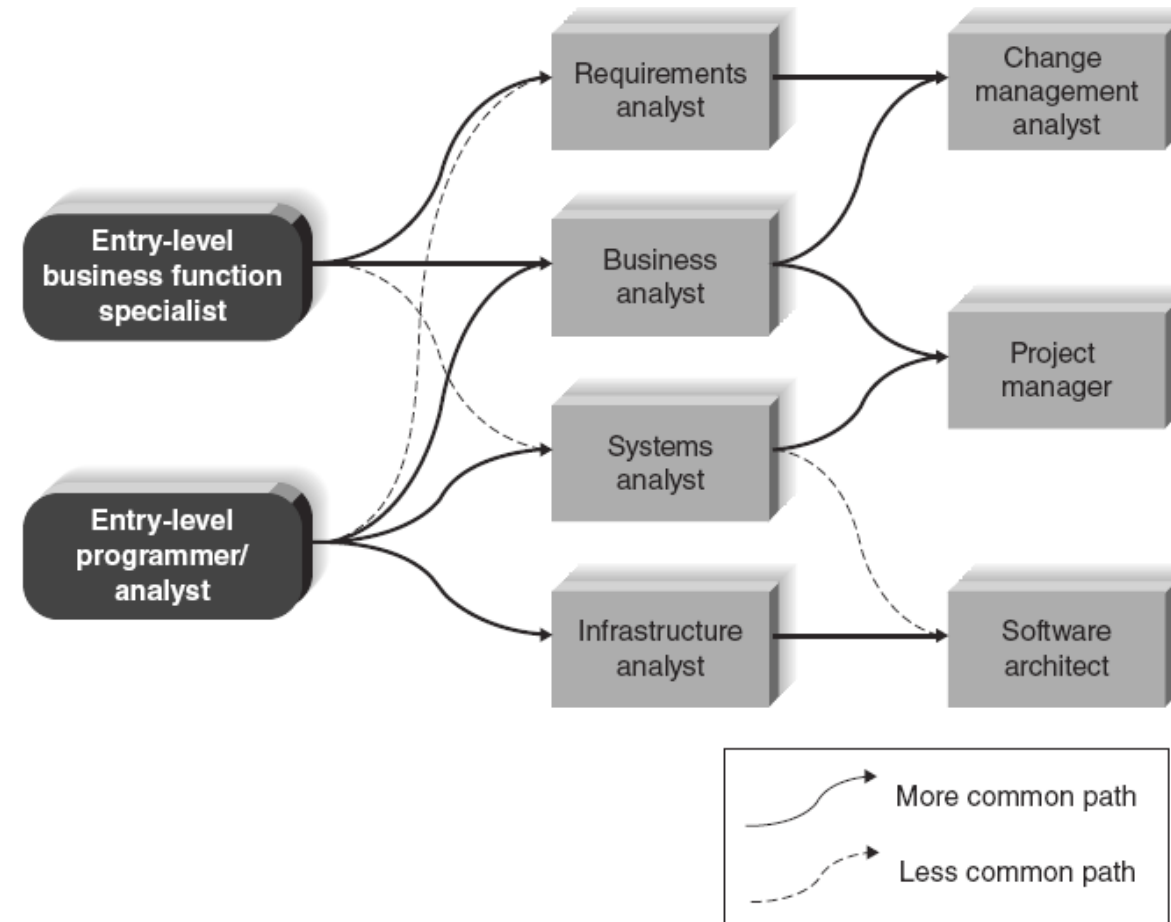 Requirements
analyst
Change
management
analyst
Entry-level
business function
specialist
Business
analyst
Project
manager
Systems
analyst
Entry-level
programmer/
analyst
Infrastructure
analyst
Software
architect
More common path
Less common path